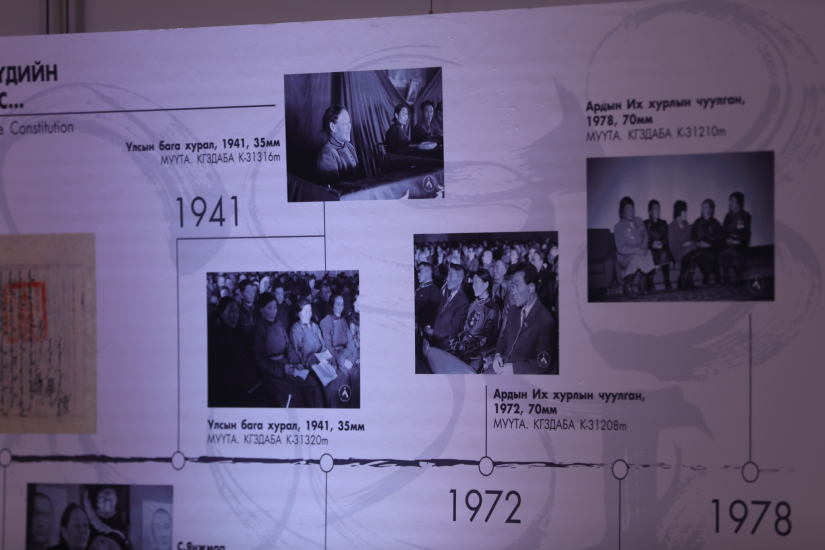 ҮДИЙН
С...
e Constitution
Улсын бага хурал, 1941, 35мм
МУҮТА. КГЗДАБА К-31316m
1941
Ардын Их хурлын чуулган,
1978, 70мм
МУҮТА. КГЗДАБА К-31210m
Улсын бага хурал, 1941, 35мм
МУҮТА. КГЗДАБА К-31320m
Ардын Их хурлын чуулган,
1972, 70мм
МУҮТА. КГЗДАБА К-31208m
1972
1978
С.Янжмаа